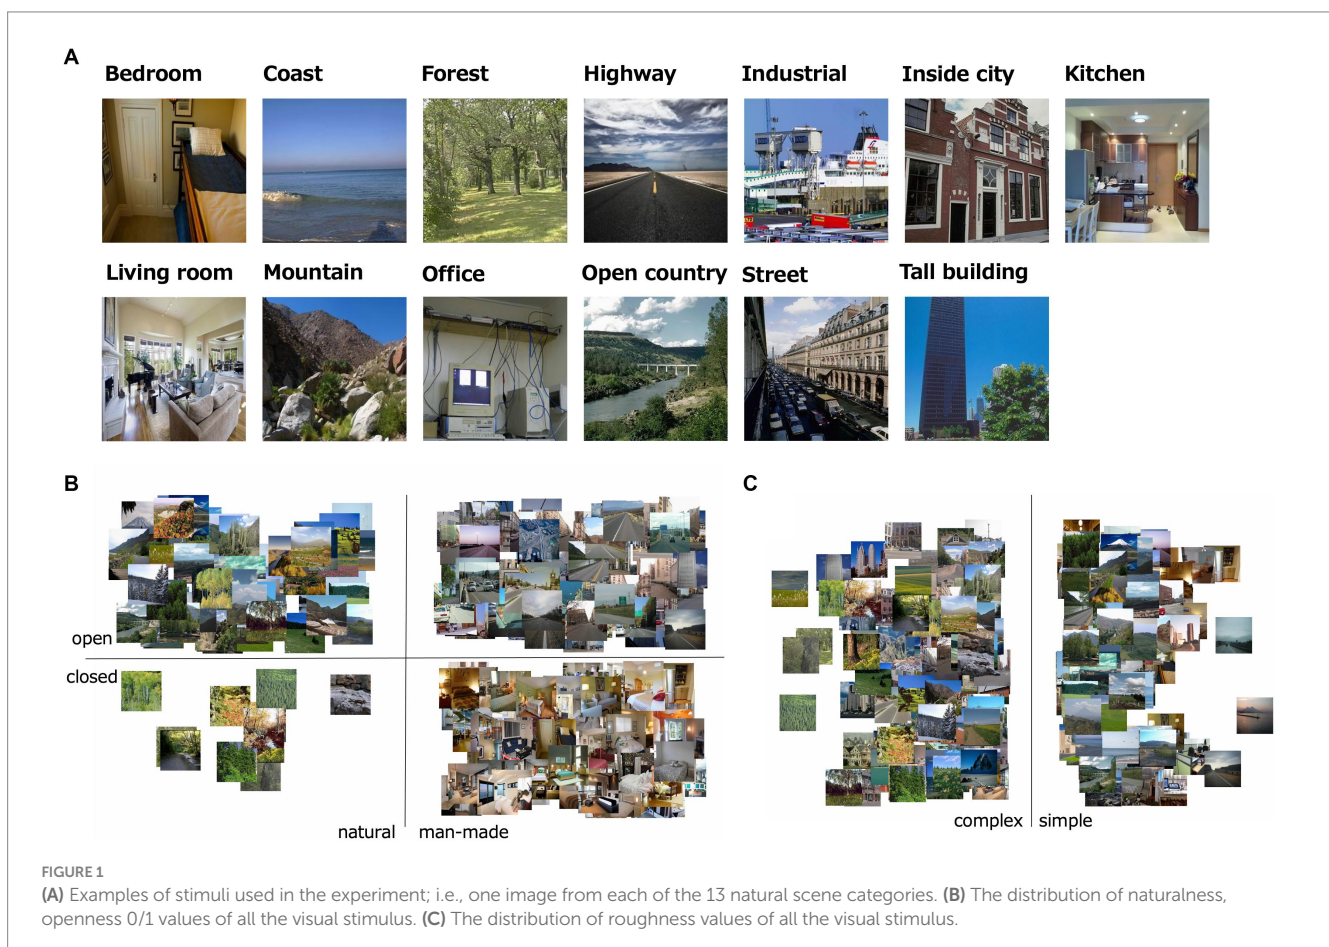 A
Bedroom Coast Forest Highway Industrial Inside city Kitchen
Living room Mountain Office Open country Street Tall building
B
open
closed
natural man-made
C
complex simple
FIGURE 1
(A) Examples of stimuli used in the experiment; i.e., one image from each of the 13 natural scene categories. (B) The distribution of naturalness,
openness 0/1 values of all the visual stimulus. (C) The distribution of roughness values of all the visual stimulus.